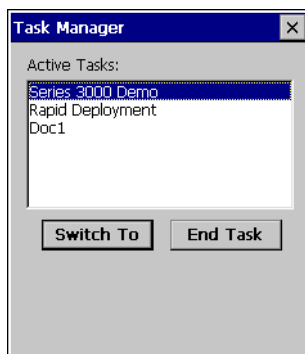 Task Manager
Active Tasks:
Series 3000 Demo
Rapid Deployment
Doc1
Switch To
End Task